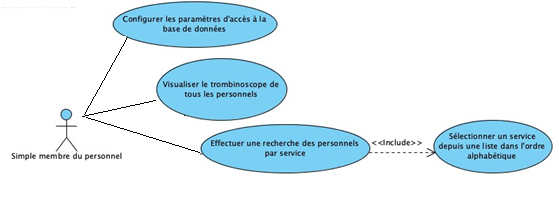 Configurer les paramètres d'accès à la
base de données
Visualiser le trombinoscope de
tous les personnels
Simple membre du personnel
Effectuer une recherche des personnels
par service
<<Include>>
Sélectionner un service
depuis une liste dans l'ordre
alphabétique